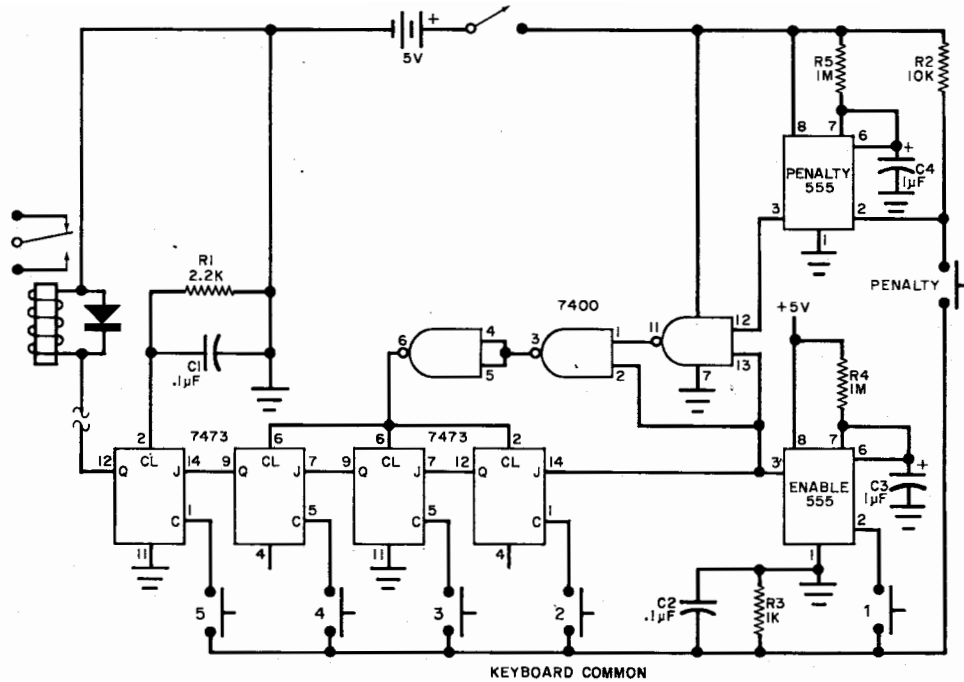 +
5V
R5
1M
R2
10K
8
7
6
+
PENALTY
555
C4
1µF
3
2
1
R1
2.2K
PENALTY
7400
+5V
6
4
5
3
1
2
11
12
13
7
C1
.1µF
R4
1M
2
7473
6
6
7473
2
8
7
6
+
12
CL
14
9
CL
7
9
CL
7
12
CL
14
3
Q
J
Q
J
Q
J
Q
J
ENABLE
555
C3
1µF
C
1
C
5
C
5
C
1
2
11
4
11
4
1
C2
.1µF
R3
1K
5
4
3
2
1
KEYBOARD COMMON